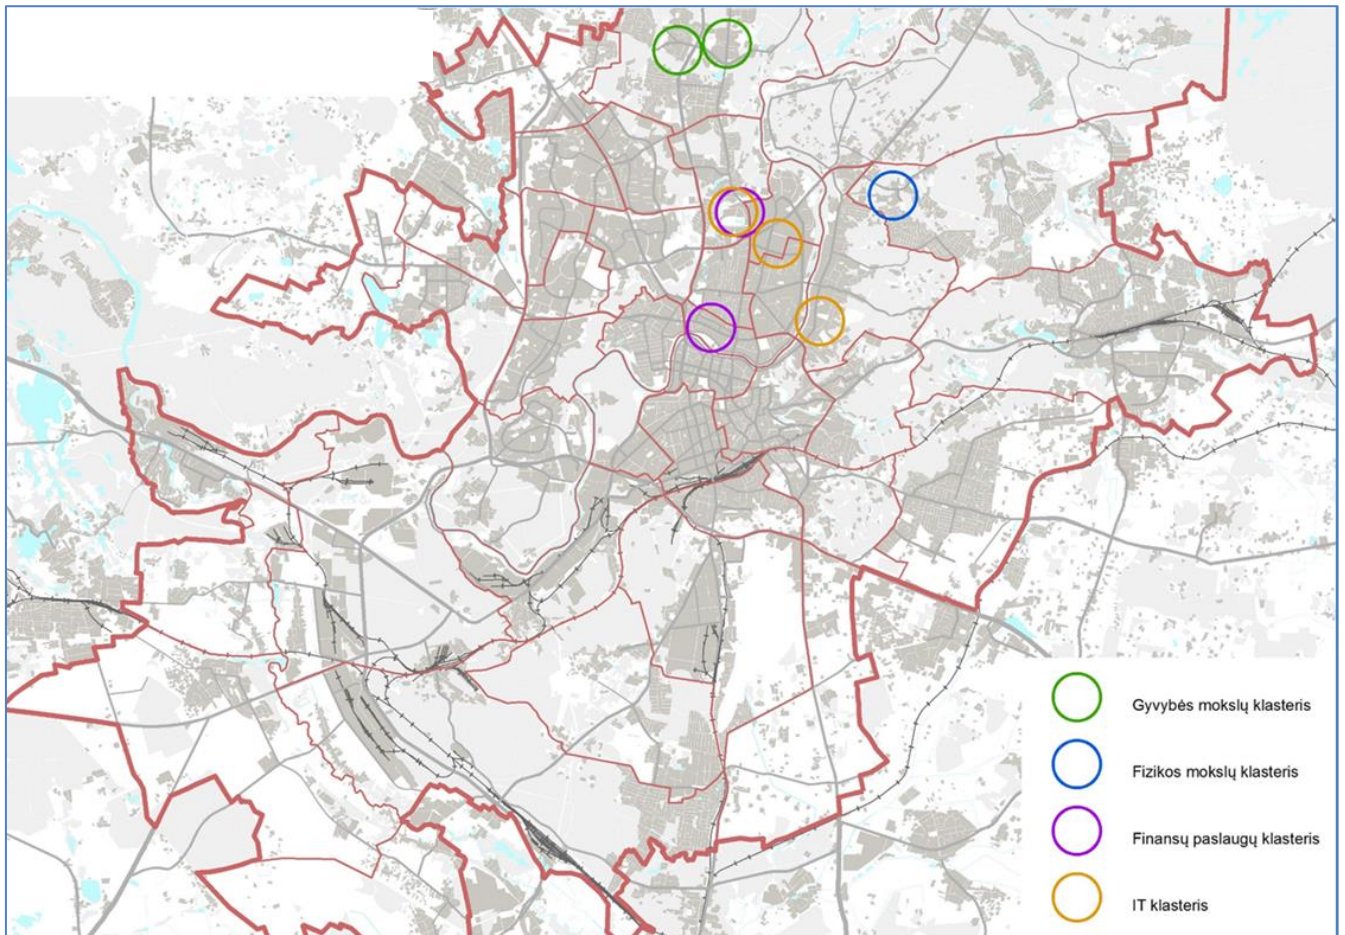 Gyvybės mokslų klasteris
Fizikos mokslų klasteris
Finansų paslaugų klasteris
IT klasteris